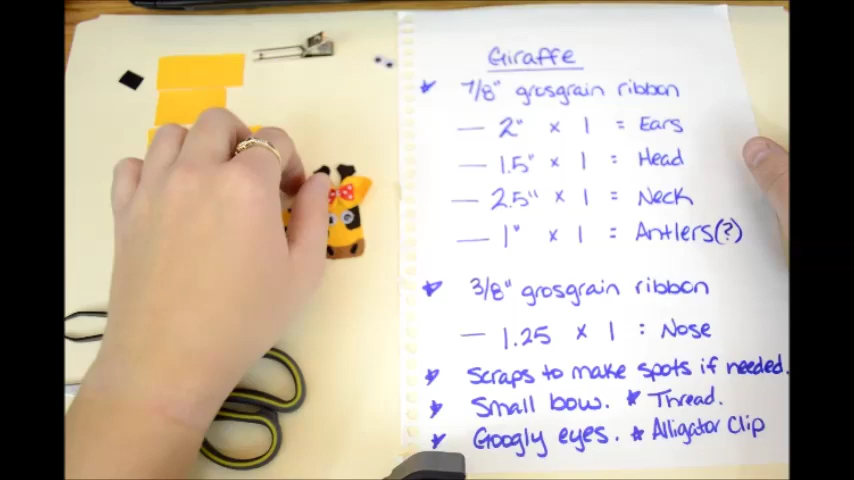 Giraffe
★ 7/8" grosgrain ribbon
— 2" x 1 = Ears
— 1.5" x 1 = Head
— 2.5" x 1 = Neck
— 1" x 1 = Antlers(?)
★ 3/8" grosgrain ribbon
— 1.25 x 1 = Nose
★ Scraps to make spots if needed.
★ Small bow. ★ Thread.
★ Googly eyes. ★ Alligator Clip